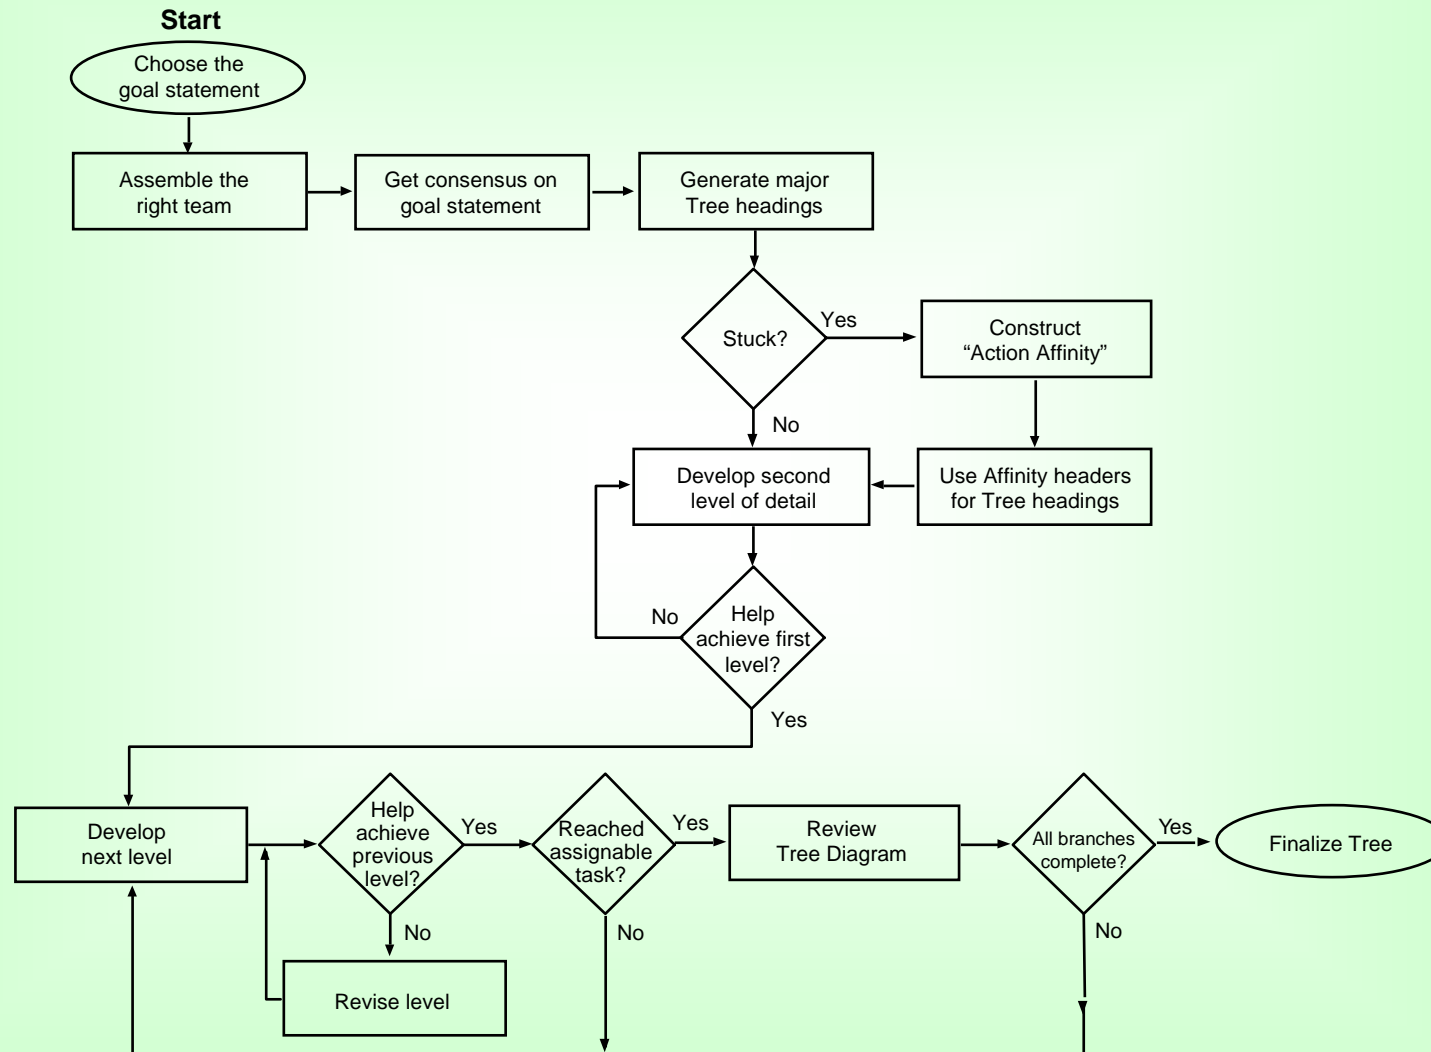 Start
Choose the
goal statement
Assemble the
right team
Get consensus on
goal statement
Generate major
Tree headings
Stuck?
Yes
Construct
“Action Affinity”
No
Develop second
level of detail
Use Affinity headers
for Tree headings
No
Help
achieve first
level?
Yes
Develop
next level
Help
achieve
previous
level?
Yes
Reached
assignable
task?
Yes
Review
Tree Diagram
All branches
complete?
Yes
Finalize Tree
No
Revise level
No
No